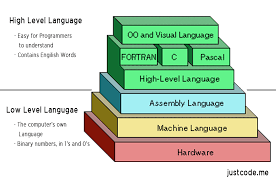 High Level Language
- Easy for Programmers
to understand
- Contains English Words
OO and Visual Language
FORTRAN
C
Pascal
High-Level Language
Low Level Langugae
- The computer's own
Language
- Binary numbers, in 1's and 0's
Assembly Language
Machine Language
Hardware
justcode.me